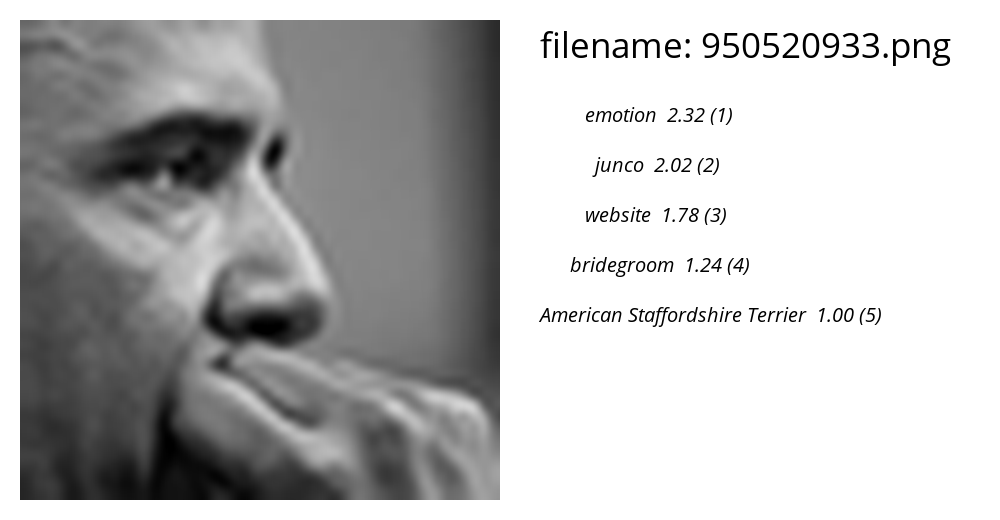 filename: 950520933.png
emotion 2.32 (1)
junco 2.02 (2)
website 1.78 (3)
bridegroom 1.24 (4)
American Staffordshire Terrier 1.00 (5)